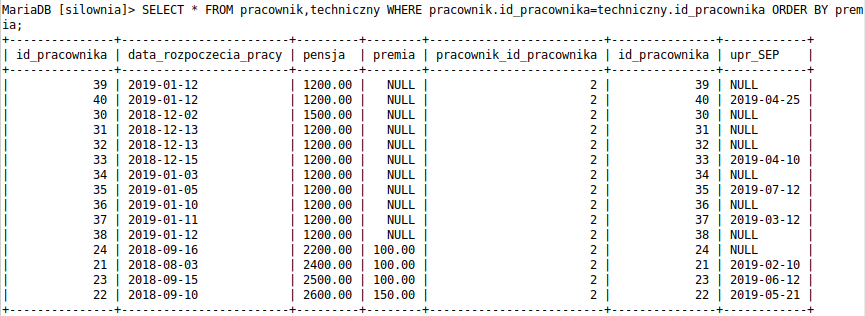 MariaDB [silownia]> SELECT * FROM pracownik,techniczny WHERE pracownik.id_pracownika=techniczny.id_pracownika ORDER BY prem
ia;
+--------------+------------------------+---------+--------+-------------------------+---------------+------------+
| id_pracownika | data_rozpoczecia_pracy | pensja | premia | pracownik_id_pracownika | id_pracownika | upr_SEP |
+--------------+------------------------+---------+--------+-------------------------+---------------+------------+
| 39 | 2019-01-12 | 1200.00 | NULL | 2 | 39 | NULL |
| 40 | 2019-01-12 | 1200.00 | NULL | 2 | 40 | 2019-04-25 |
| 30 | 2018-12-02 | 1500.00 | NULL | 2 | 30 | NULL |
| 31 | 2018-12-13 | 1200.00 | NULL | 2 | 31 | NULL |
| 32 | 2018-12-13 | 1200.00 | NULL | 2 | 32 | NULL |
| 33 | 2018-12-15 | 1200.00 | NULL | 2 | 33 | 2019-04-10 |
| 34 | 2019-01-03 | 1200.00 | NULL | 2 | 34 | NULL |
| 35 | 2019-01-05 | 1200.00 | NULL | 2 | 35 | 2019-07-12 |
| 36 | 2019-01-10 | 1200.00 | NULL | 2 | 36 | NULL |
| 37 | 2019-01-11 | 1200.00 | NULL | 2 | 37 | 2019-03-12 |
| 38 | 2019-01-12 | 1200.00 | NULL | 2 | 38 | NULL |
| 24 | 2018-09-16 | 2200.00 | 100.00 | 2 | 24 | NULL |
| 21 | 2018-08-03 | 2400.00 | 100.00 | 2 | 21 | 2019-02-10 |
| 23 | 2018-09-15 | 2500.00 | 100.00 | 2 | 23 | 2019-06-12 |
| 22 | 2018-09-10 | 2600.00 | 150.00 | 2 | 22 | 2019-05-21 |
+--------------+------------------------+---------+--------+-------------------------+---------------+------------+